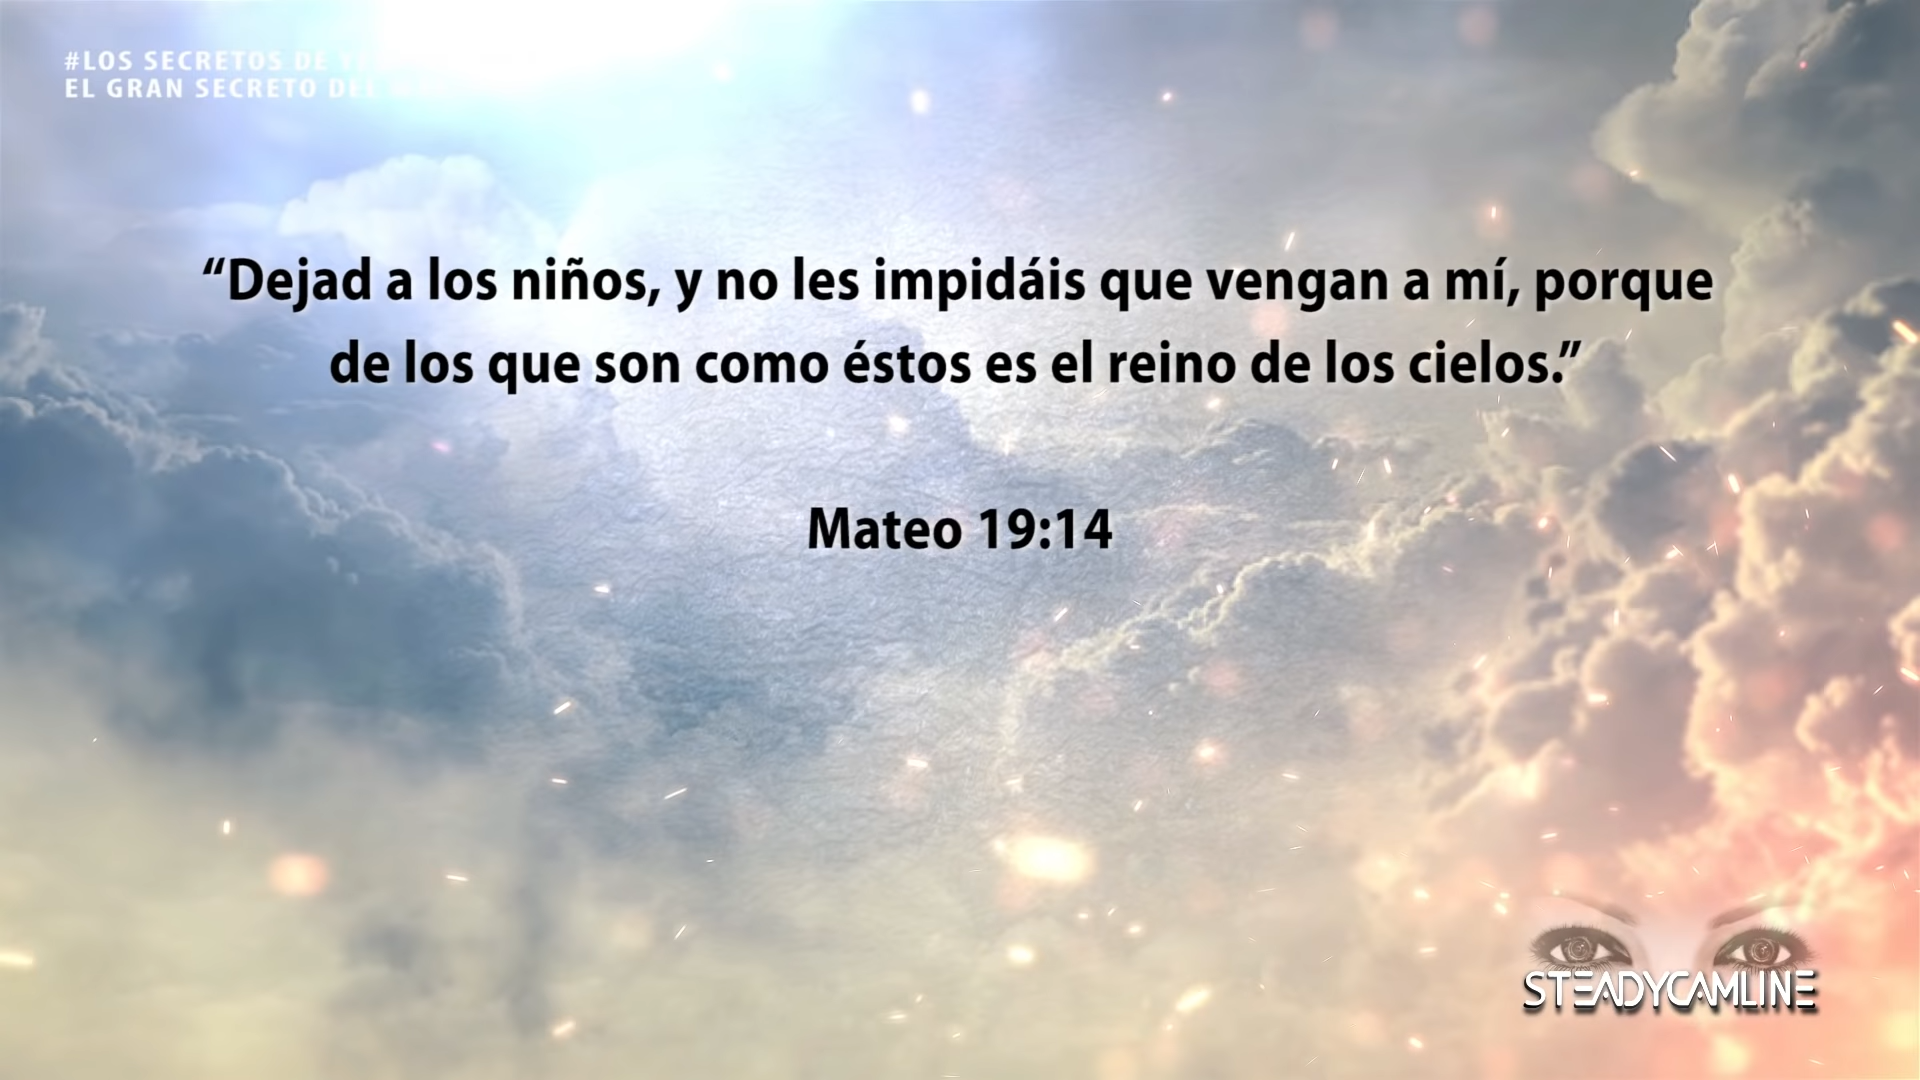 #LOS SECRETOS DE
EL GRAN SECRETO DEL
“Dejad a los niños, y no les impidáis que vengan a mí, porque
de los que son como éstos es el reino de los cielos.”
Mateo 19:14
STEADYCAMLINE